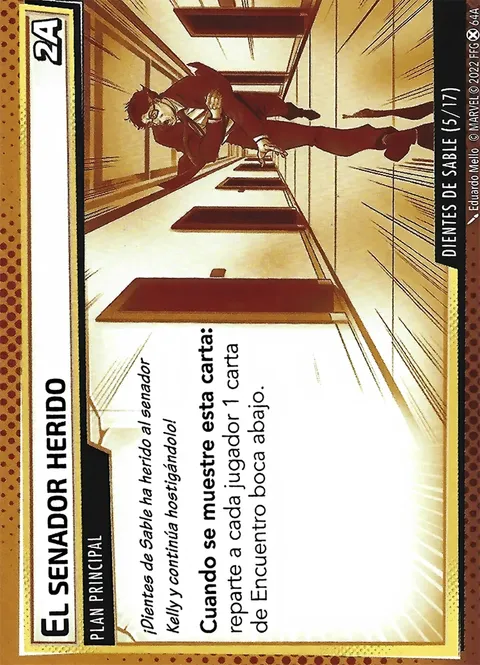 EL SENADOR HERIDO
2A
PLAN PRINCIPAL
¡Dientes de Sable ha herido al senador
Kelly y continúa hostigándolo!
Cuando se muestre esta carta:
reparte a cada jugador 1 carta
de Encuentro boca abajo.
DIENTES DE SABLE (5/17)
Eduardo Mello © MARVEL © 2022 FFG 64A